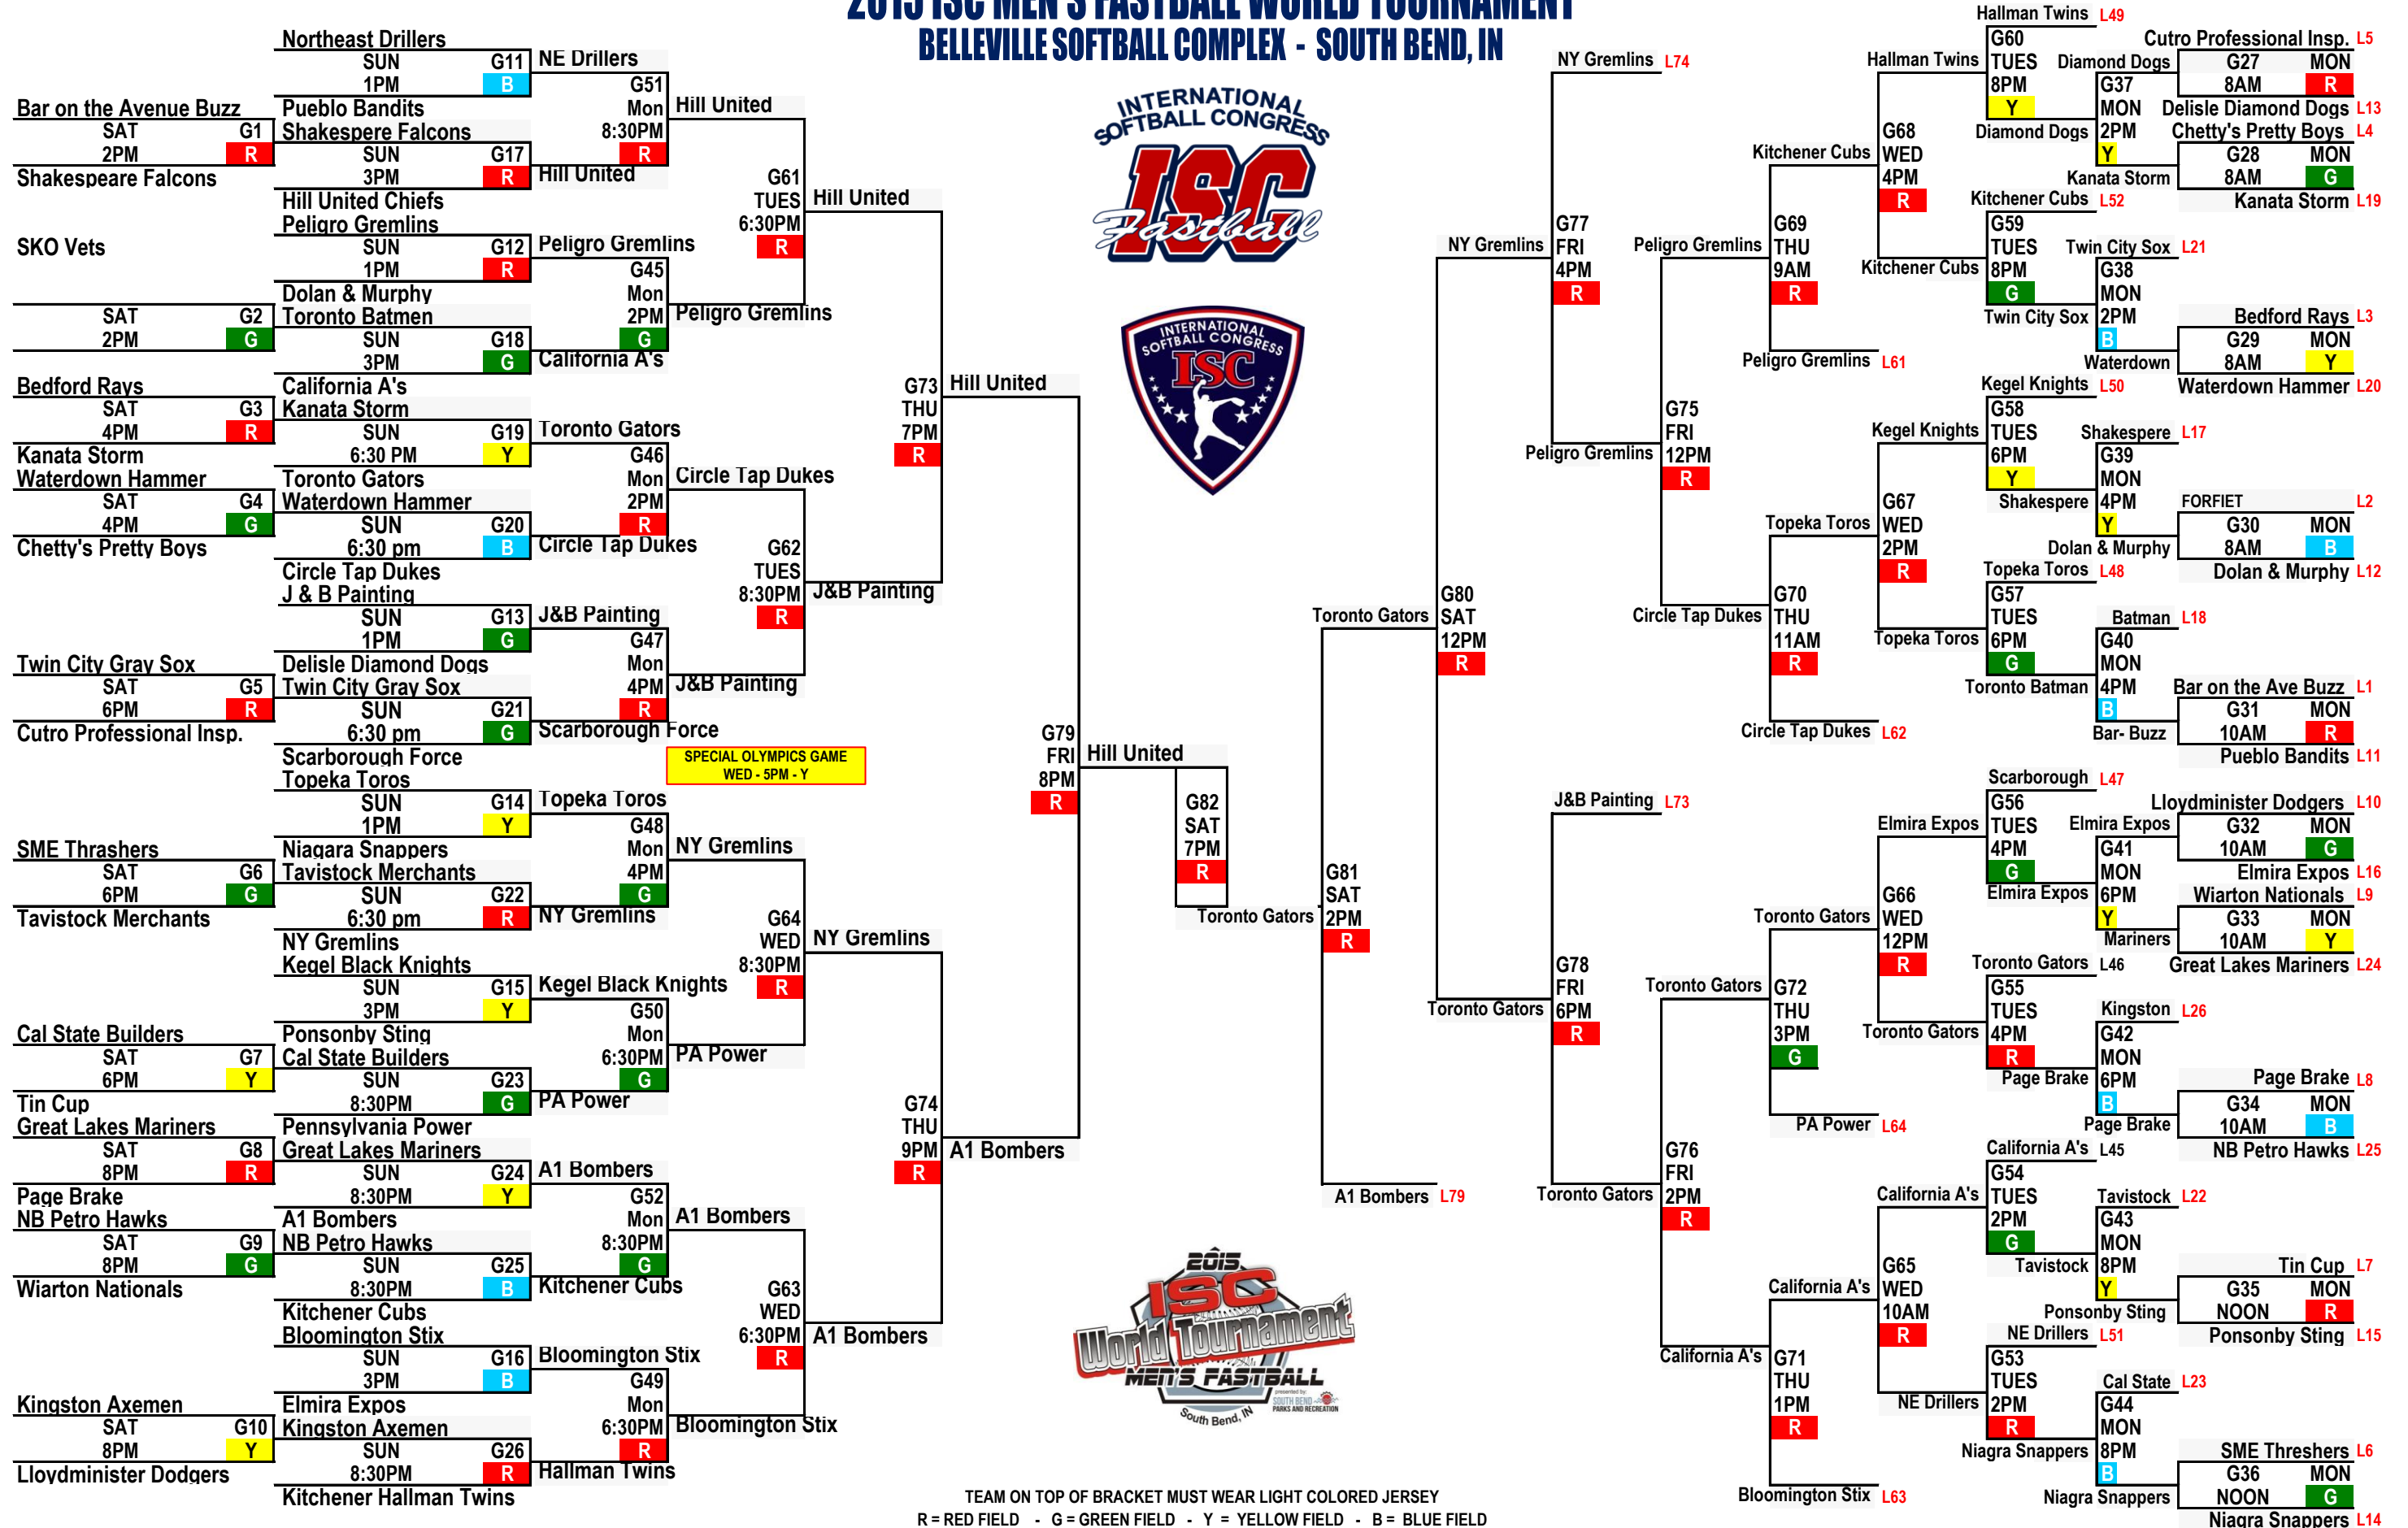 2015 ISC MEN'S FASTBALL WORLD TOURNAMENT
BELLEVILLE SOFTBALL COMPLEX - SOUTH BEND, IN
Bar on the Avenue Buzz
SAT G1
2PM R
Shakespeare Falcons
SKO Vets
SAT G2
2PM G
Bedford Rays
SAT G3
4PM R
Kanata Storm
Waterdown Hammer
SAT G4
4PM G
Chetty's Pretty Boys
Twin City Gray Sox
SAT G5
6PM R
Cutro Professional Insp.
SME Thrashers
SAT G6
6PM G
Tavistock Merchants
Cal State Builders
SAT G7
6PM Y
Tin Cup
Great Lakes Mariners
SAT G8
8PM R
Page Brake
NB Petro Hawks
SAT G9
8PM G
Wiarton Nationals
Kingston Axemen
SAT G10
8PM Y
Lloydminister Dodgers
Northeast Drillers
SUN G11
1PM B
Pueblo Bandits
Shakespere Falcons
SUN G17
3PM R
Hill United Chiefs
Peligro Gremlins
SUN G12
1PM R
Dolan & Murphy
Toronto Batmen
SUN G18
3PM G
California A's
Kanata Storm
SUN G19
6:30 PM Y
Toronto Gators
Waterdown Hammer
SUN G20
6:30 pm B
Circle Tap Dukes
J & B Painting
SUN G13
1PM G
Delisle Diamond Dogs
Twin City Gray Sox
SUN G21
6:30 pm G
Scarborough Force
Topeka Toros
SUN G14
1PM Y
Niagara Snappers
Tavistock Merchants
SUN G22
6:30 pm R
NY Gremlins
Kegel Black Knights
SUN G15
3PM Y
Ponsonby Sting
Cal State Builders
SUN G23
8:30PM G
Pennsylvania Power
Great Lakes Mariners
SUN G24
8:30PM Y
A1 Bombers
NB Petro Hawks
SUN G25
8:30PM B
Kitchener Cubs
Bloomington Stix
SUN G16
3PM B
Elmira Expos
Kingston Axemen
SUN G26
8:30PM R
Kitchener Hallman Twins
NE Drillers
G51
Mon
8:30PM
R
Hill United
Peligro Gremlins
G45
Mon
2PM
G
California A's
Toronto Gators
G46
Mon
2PM
R
Circle Tap Dukes
J&B Painting
G47
Mon
4PM
R
Scarborough Force
Topeka Toros
G48
Mon
4PM
G
NY Gremlins
Kegel Black Knights
G50
Mon
6:30PM
G
PA Power
A1 Bombers
G52
Mon
8:30PM
G
Kitchener Cubs
Bloomington Stix
G49
Mon
6:30PM
R
Hallman Twins
Hill United
G61
TUES
6:30PM
R
Peligro Gremlins
Circle Tap Dukes
G62
TUES
8:30PM
R
J&B Painting
SPECIAL OLYMPICS GAME
WED - 5PM - Y
NY Gremlins
G64
WED
8:30PM
R
PA Power
A1 Bombers
G63
WED
6:30PM
R
Bloomington Stix
Hill United
G73
THU
7PM
R
J&B Painting
NY Gremlins
G74
THU
9PM
R
A1 Bombers
Hill United
G79
FRI
8PM
R
A1 Bombers
Hill United
G82
SAT
7PM
R
Toronto Gators
INTERNATIONAL
SOFTBALL CONGRESS
ISC
Fastball
INTERNATIONAL
SOFTBALL CONGRESS
ISC
2015
ISC
World Tournament
MEN'S FASTBALL
presented by:
SOUTH BEND
PARKS AND RECREATION
South Bend, IN
Toronto Gators
G81
SAT
2PM
R
A1 Bombers L79
NY Gremlins
G80
SAT
12PM
R
Toronto Gators
NY Gremlins L74
G77
FRI
4PM
R
Peligro Gremlins
J&B Painting L73
G78
FRI
6PM
R
Toronto Gators
Peligro Gremlins
G75
FRI
12PM
R
Circle Tap Dukes
Toronto Gators
G76
FRI
2PM
R
California A's
Kitchener Cubs
G69
THU
9AM
R
Peligro Gremlins L61
Topeka Toros
G70
THU
11AM
R
Circle Tap Dukes L62
Toronto Gators
G72
THU
3PM
G
PA Power L64
California A's
G71
THU
1PM
R
Bloomington Stix L63
Hallman Twins
G68
WED
4PM
R
Kitchener Cubs
Kegel Knights
G67
WED
2PM
R
Topeka Toros
Elmira Expos
G66
WED
12PM
R
Toronto Gators
California A's
G65
WED
10AM
R
NE Drillers
Hallman Twins L49
G60
TUES
8PM
Y
Diamond Dogs
Kitchener Cubs L52
G59
TUES
8PM
G
Twin City Sox
Kegel Knights L50
G58
TUES
6PM
Y
Shakespere
Topeka Toros L48
G57
TUES
6PM
G
Toronto Batman
Scarborough L47
G56
TUES
4PM
G
Elmira Expos
Toronto Gators L46
G55
TUES
4PM
R
Page Brake
California A's L45
G54
TUES
2PM
G
Tavistock
NE Drillers L51
G53
TUES
2PM
R
Niagra Snappers
Diamond Dogs
G37
MON
2PM
Y
Kanata Storm
Twin City Sox L21
G38
MON
2PM
B
Waterdown
Shakespere L17
G39
MON
4PM
Y
Dolan & Murphy
Batman L18
G40
MON
4PM
B
Bar- Buzz
Elmira Expos
G41
MON
6PM
Y
Mariners
Kingston L26
G42
MON
6PM
B
Page Brake
Tavistock L22
G43
MON
8PM
Y
Ponsonby Sting
Cal State L23
G44
MON
8PM
B
Niagra Snappers
Cutro Professional Insp. L5
G27 MON
8AM R
Delisle Diamond Dogs L13
Chetty's Pretty Boys L4
G28 MON
8AM G
Kanata Storm L19
Bedford Rays L3
G29 MON
8AM Y
Waterdown Hammer L20
FORFIET L2
G30 MON
8AM B
Dolan & Murphy L12
Bar on the Ave Buzz L1
G31 MON
10AM R
Pueblo Bandits L11
Lloydminister Dodgers L10
G32 MON
10AM G
Elmira Expos L16
Wiarton Nationals L9
G33 MON
10AM Y
Great Lakes Mariners L24
Page Brake L8
G34 MON
10AM B
NB Petro Hawks L25
Tin Cup L7
G35 MON
NOON R
Ponsonby Sting L15
SME Threshers L6
G36 MON
NOON G
Niagra Snappers L14
TEAM ON TOP OF BRACKET MUST WEAR LIGHT COLORED JERSEY
R = RED FIELD - G = GREEN FIELD - Y = YELLOW FIELD - B = BLUE FIELD